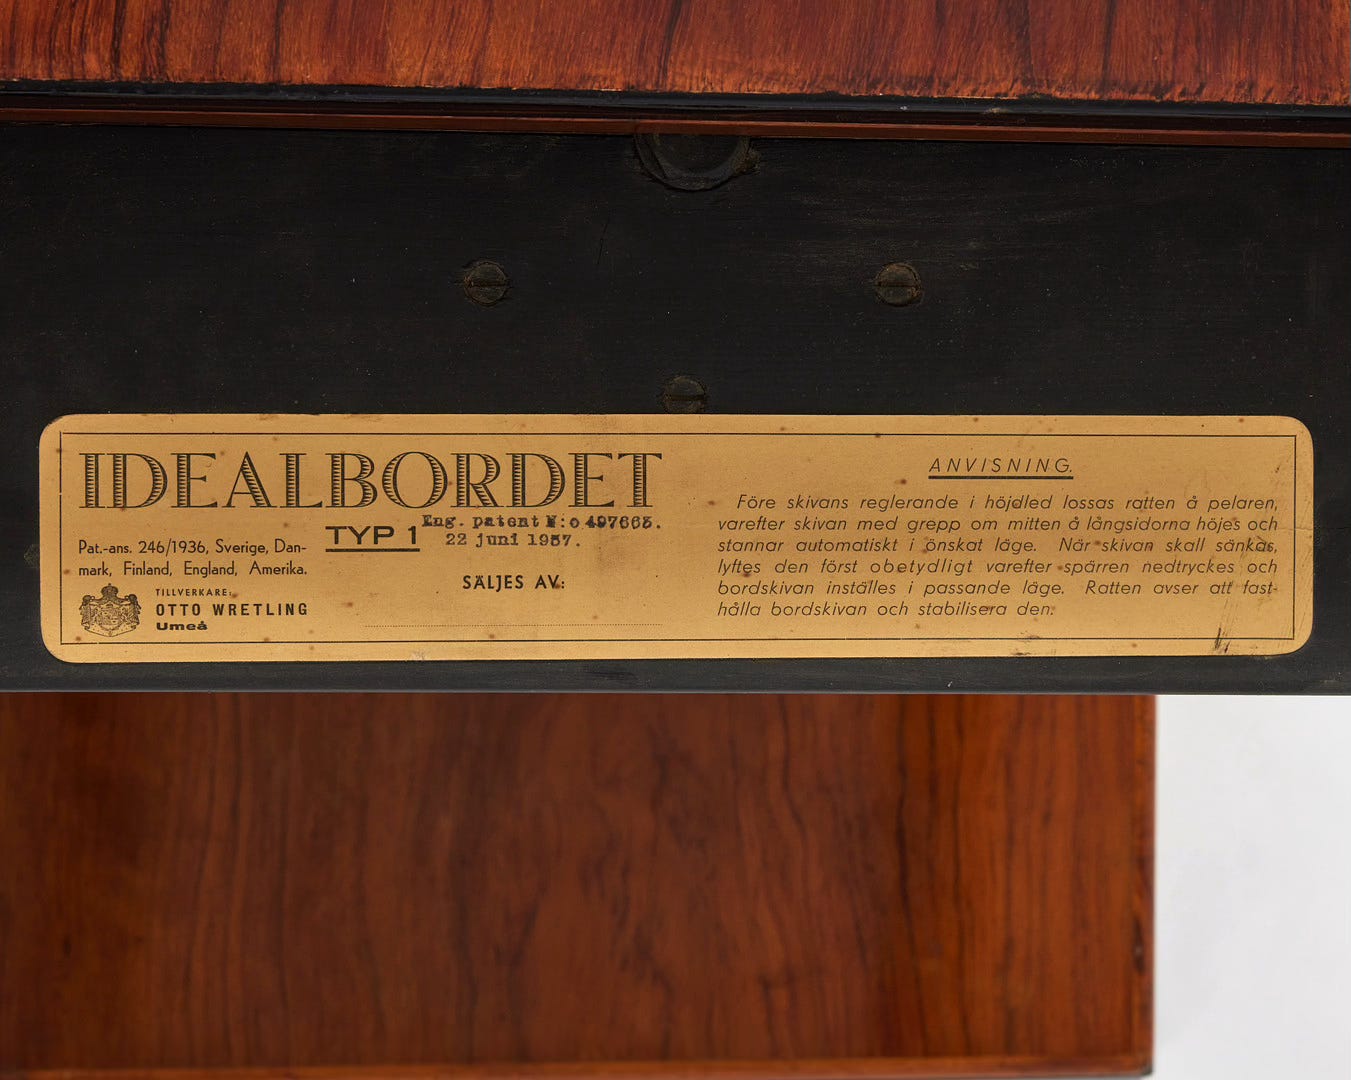 IDEALBORDET
TYP 1
Eng. patent N:o 497665.
22 juni 1937.
Pat.-ans. 246/1936, Sverige, Dan-
mark, Finland, England, Amerika.
TILLVERKARE:
OTTO WRETLING
Umeå
SÄLJES AV:
ANVISNING.
Före skivans reglerande i höjdled lossas ratten å pelaren,
varefter skivan med grepp om mitten å långsidorna höjes och
stannar automatiskt i önskat läge. När skivan skall sänkas,
lyftes den först obetydligt varefter spärren nedtryckes och
bordskivan inställes i passande läge. Ratten avser att fast-
hålla bordskivan och stabilisera den.